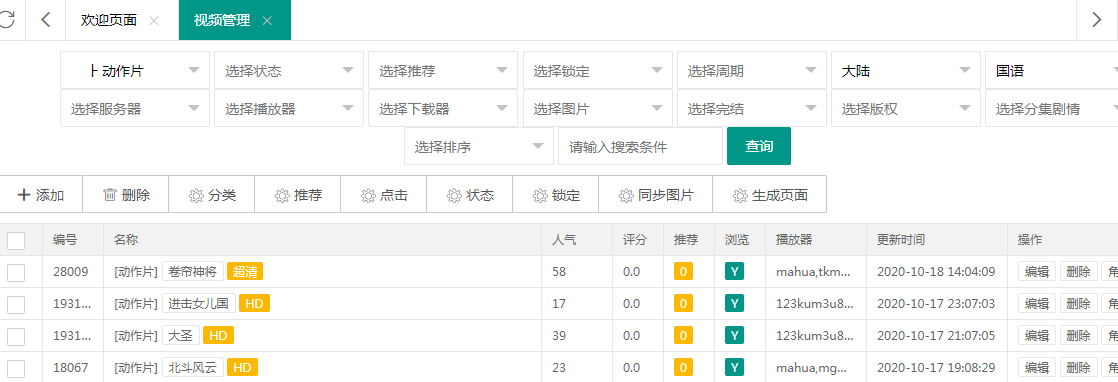 欢迎页面 视频管理
├ 动作片 选择状态 选择推荐 选择锁定 选择周期 大陆 国语
选择服务器 选择播放器 选择下载器 选择图片 选择完结 选择版权 选择分集剧情
选择排序 请输入搜索条件 查询
添加 删除 分类 推荐 点击 状态 锁定 同步图片 生成页面
编号 名称 人气 评分 推荐 浏览 播放器 更新时间 操作
28009 [动作片] 卷帘神将 超清 58 0.0 0 Y mahua,tkm... 2020-10-18 14:04:09 编辑 删除 角
1931... [动作片] 进击女儿国 HD 17 0.0 0 Y 123kum3u8... 2020-10-17 23:07:03 编辑 删除 角
1931... [动作片] 大圣 HD 39 0.0 0 Y 123kum3u8... 2020-10-17 21:07:05 编辑 删除 角
18067 [动作片] 北斗风云 HD 23 0.0 0 Y mahua,mg... 2020-10-17 19:08:29 编辑 删除 角